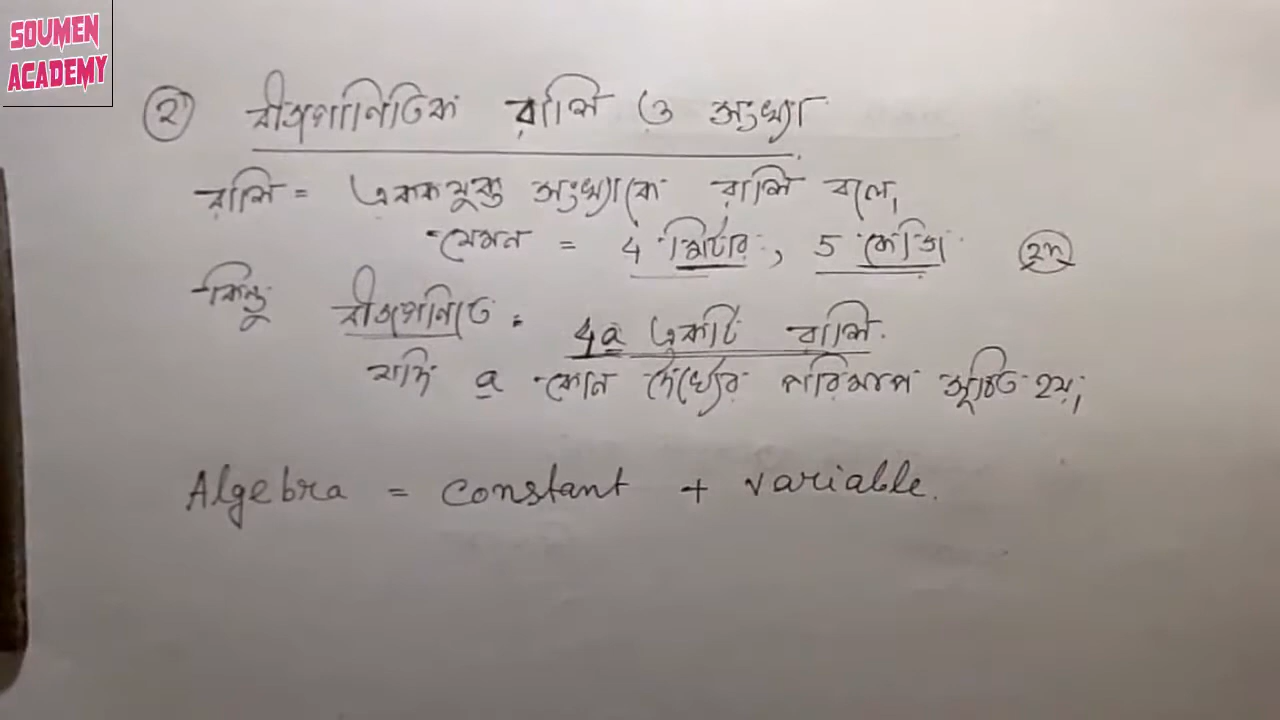 SOUMEN
ACADEMY
২) বীজগাণিতিক রাশি ও সংখ্যা
রাশি = এককযুক্ত সংখ্যাকে রাশি বলে,
যেমন = 4 মিটার, 5 কেজি
কিন্তু বীজগণিতে : 4a একটি রাশি.
যদি a কোন দৈর্ঘ্যের পরিমাপ সূচিত হয়,
Algebra = constant + variable.